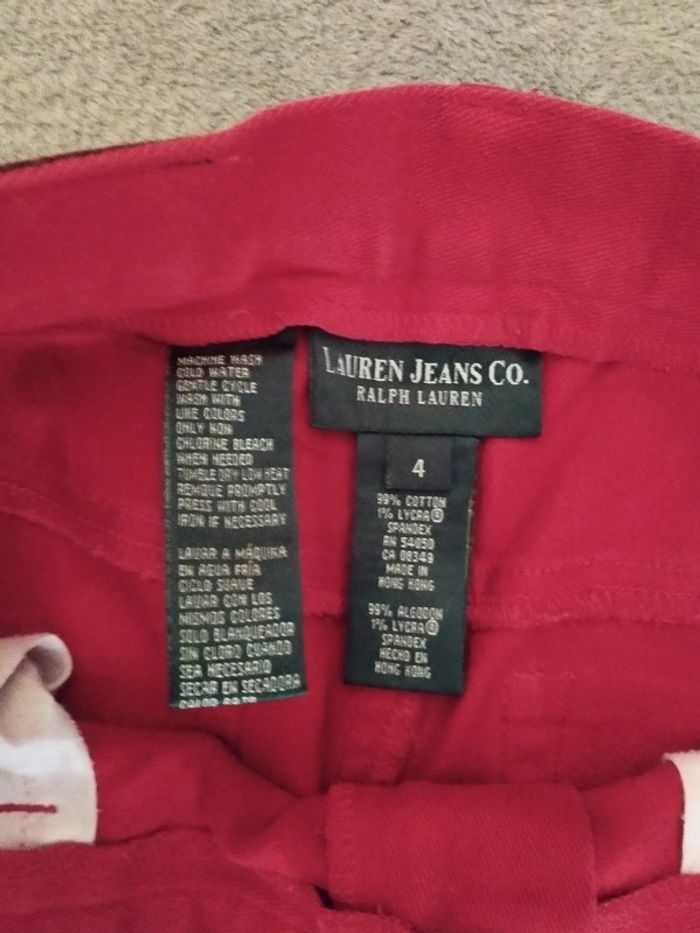 MACHINE WASH
COLD WATER
GENTLE CYCLE
WASH WITH
LIKE COLORS
ONLY NON
CHLORINE BLEACH
WHEN NEEDED
TUMBLE DRY LOW HEAT
REMOVE PROMPTLY
PRESS WITH COOL
IRON IF NECESSARY
LAVAR A MÁQUINA
EN AGUA FRÍA
CICLO SUAVE
LAVAR CON LOS
MISMOS COLORES
SOLO BLANQUEADOR
SIN CLORO CUANDO
SEA NECESARIO
SECAR EN SECADORA
CALOR BAJO
LAUREN JEANS CO.
RALPH LAUREN
4
99% COTTON
1% LYCRA®
SPANDEX
RN 54050
CA 08349
MADE IN
HONG KONG
99% ALGODON
1% LYCRA®
SPANDEX
HECHO EN
HONG KONG